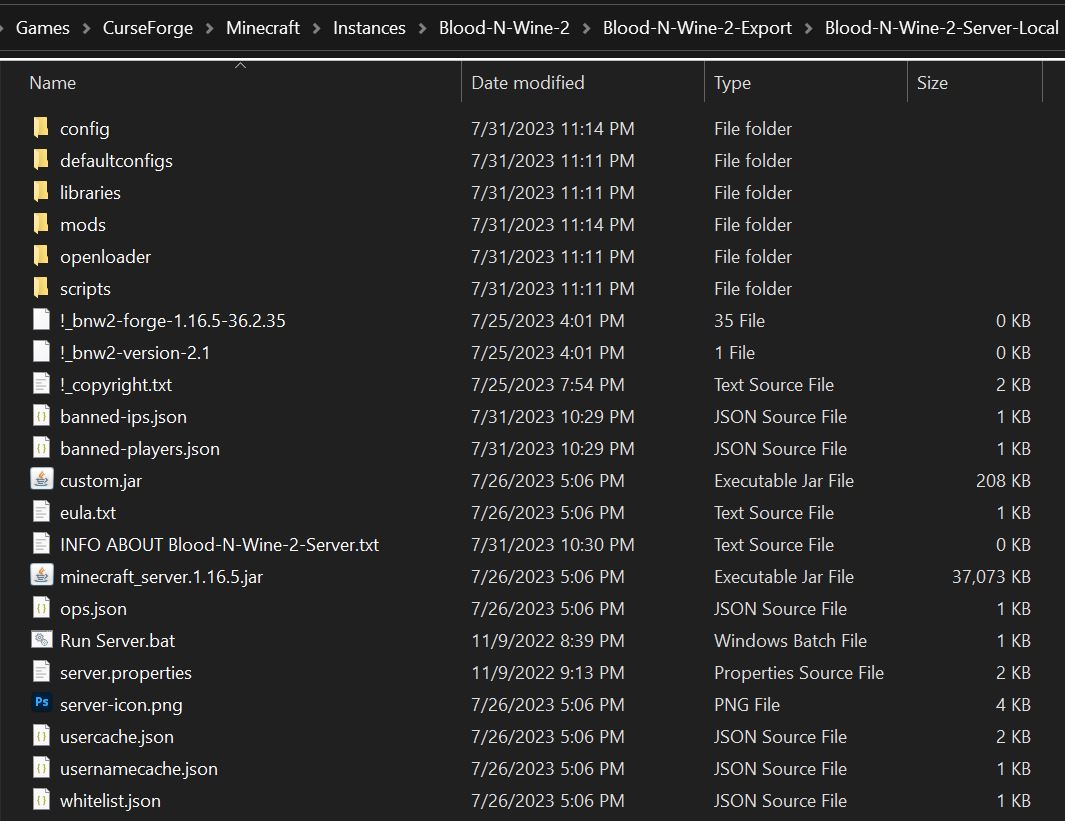 Games > CurseForge > Minecraft > Instances > Blood-N-Wine-2 > Blood-N-Wine-2-Export > Blood-N-Wine-2-Server-Local
Name Date modified Type Size
config 7/31/2023 11:14 PM File folder
defaultconfigs 7/31/2023 11:11 PM File folder
libraries 7/31/2023 11:11 PM File folder
mods 7/31/2023 11:14 PM File folder
openloader 7/31/2023 11:11 PM File folder
scripts 7/31/2023 11:11 PM File folder
!_bnw2-forge-1.16.5-36.2.35 7/25/2023 4:01 PM 35 File 0 KB
!_bnw2-version-2.1 7/25/2023 4:01 PM 1 File 0 KB
!_copyright.txt 7/25/2023 7:54 PM Text Source File 2 KB
banned-ips.json 7/31/2023 10:29 PM JSON Source File 1 KB
banned-players.json 7/31/2023 10:29 PM JSON Source File 1 KB
custom.jar 7/26/2023 5:06 PM Executable Jar File 208 KB
eula.txt 7/26/2023 5:06 PM Text Source File 1 KB
INFO ABOUT Blood-N-Wine-2-Server.txt 7/31/2023 10:30 PM Text Source File 0 KB
minecraft_server.1.16.5.jar 7/26/2023 5:06 PM Executable Jar File 37,073 KB
ops.json 7/26/2023 5:06 PM JSON Source File 1 KB
Run Server.bat 11/9/2022 8:39 PM Windows Batch File 1 KB
server.properties 11/9/2022 9:13 PM Properties Source File 2 KB
Ps server-icon.png 7/26/2023 5:06 PM PNG File 4 KB
usercache.json 7/26/2023 5:06 PM JSON Source File 2 KB
usernamecache.json 7/26/2023 5:06 PM JSON Source File 1 KB
whitelist.json 7/26/2023 5:06 PM JSON Source File 1 KB